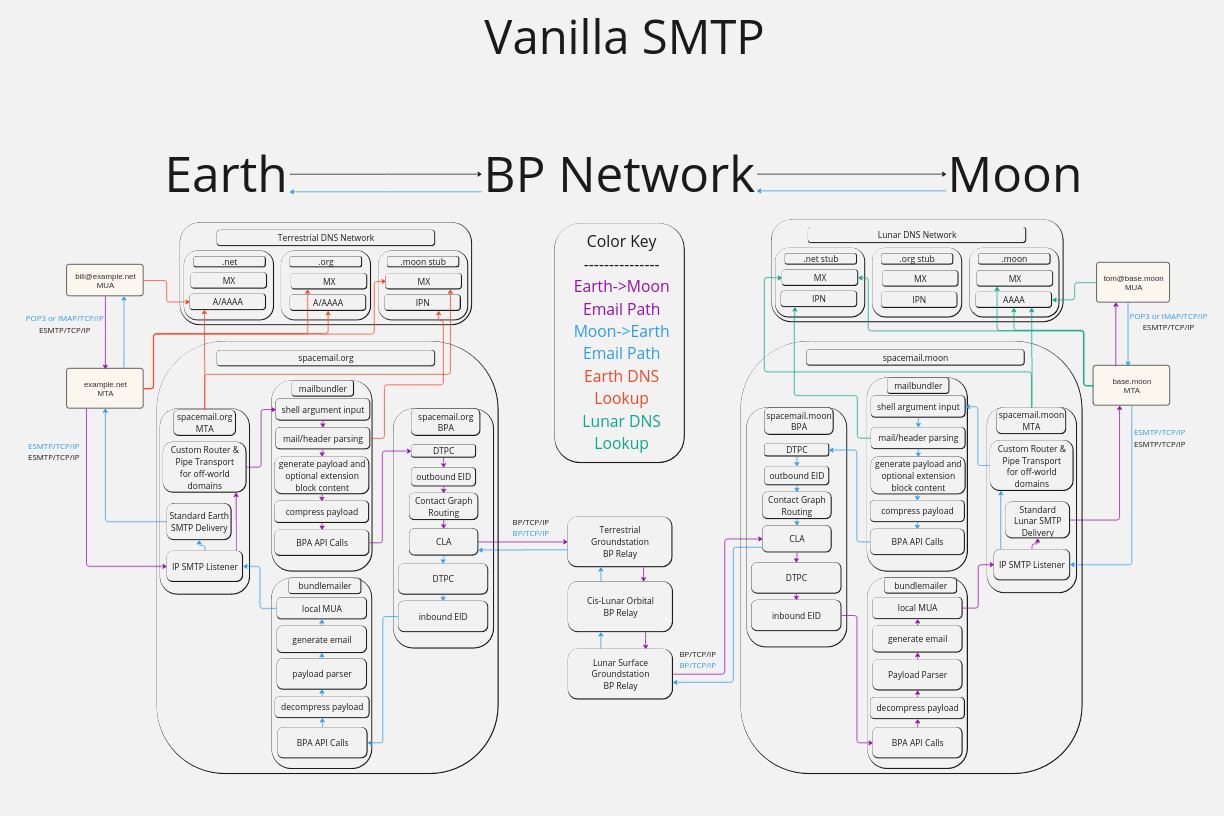 Vanilla SMTP
Earth
BP Network
Moon
Terrestrial DNS Network
.net
MX
A/AAAA
.org
MX
A/AAAA
.moon stub
MX
IPN
bill@example.net
MUA
POP3 or IMAP/TCP/IP
ESMTP/TCP/IP
example.net
MTA
ESMTP/TCP/IP
ESMTP/TCP/IP
spacemail.org
spacemail.org
MTA
Custom Router &
Pipe Transport
for off-world
domains
Standard Earth
SMTP Delivery
IP SMTP Listener
mailbundler
shell argument input
mail/header parsing
generate payload and
optional extension
block content
compress payload
BPA API Calls
bundlemailer
local MUA
generate email
payload parser
decompress payload
BPA API Calls
spacemail.org
BPA
DTPC
outbound EID
Contact Graph
Routing
CLA
DTPC
inbound EID
Color Key
---------------
Earth->Moon
Email Path
Moon->Earth
Email Path
Earth DNS
Lookup
Lunar DNS
Lookup
BP/TCP/IP
BP/TCP/IP
Terrestrial
Groundstation
BP Relay
Cis-Lunar Orbital
BP Relay
Lunar Surface
Groundstation
BP Relay
BP/TCP/IP
BP/TCP/IP
Lunar DNS Network
.net stub
MX
IPN
.org stub
MX
IPN
.moon
MX
AAAA
tom@base.moon
MUA
POP3 or IMAP/TCP/IP
ESMTP/TCP/IP
base.moon
MTA
ESMTP/TCP/IP
ESMTP/TCP/IP
spacemail.moon
spacemail.moon
BPA
DTPC
outbound EID
Contact Graph
Routing
CLA
DTPC
inbound EID
mailbundler
shell argument input
mail/header parsing
generate payload and
optional extension
block content
compress payload
BPA API Calls
bundlemailer
local MUA
generate email
Payload Parser
decompress payload
BPA API Calls
spacemail.moon
MTA
Custom Router &
Pipe Transport
for off-world
domains
Standard
Lunar SMTP
Delivery
IP SMTP Listener